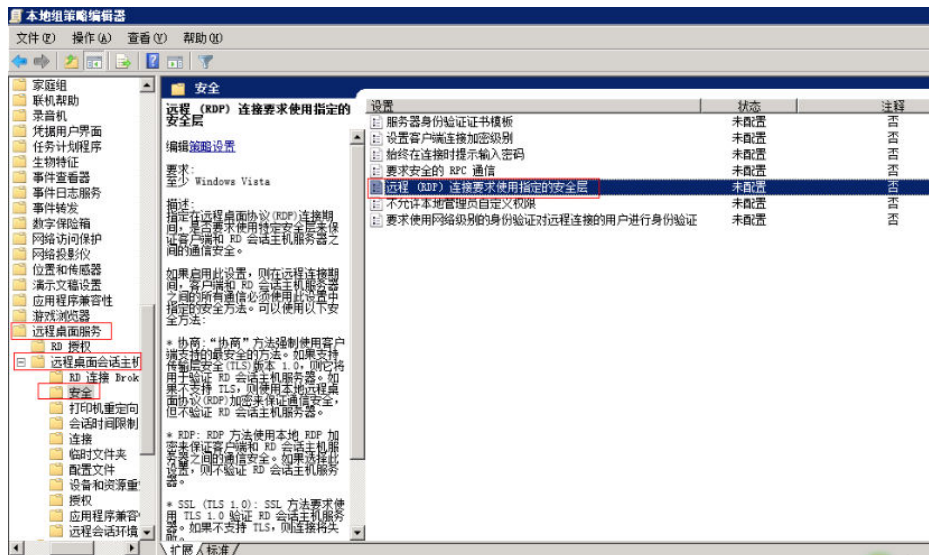 本地组策略编辑器
文件(F) 操作(A) 查看(V) 帮助(H)
家庭组
联机帮助
录音机
凭据用户界面
任务计划程序
生物特征
事件查看器
事件日志服务
事件转发
数字保险箱
网络访问保护
网络投影仪
位置和传感器
演示文稿设置
应用程序兼容性
游戏浏览器
远程桌面服务
RD 授权
远程桌面会话主机
RD 连接 Brok
安全
打印机重定向
会话时间限制
连接
临时文件夹
配置文件
设备和资源重
授权
应用程序兼容
远程会话环境
安全
远程 (RDP) 连接要求使用指定的
安全层
编辑策略设置
要求:
至少 Windows Vista
描述:
指定在远程桌面协议(RDP)连接期
间，是否要求使用特定安全层来保
证客户端和 RD 会话主机服务器之
间的通信安全。
如果启用此设置，则在远程连接期
间，客户端和 RD 会话主机服务器
之间的所有通信必须使用此设置中
指定的安全方法。可以使用以下安
全方法:
* 协商: “协商”方法强制使用客户
端支持的最安全的方法。如果支持
传输层安全(TLS)版本 1.0，则它将
用于验证 RD 会话主机服务器。如
果不支持 TLS，则使用本地远程桌
面协议(RDP)加密来保证通信安全，
但不验证 RD 会话主机服务器。
* RDP: RDP 方法使用本地 RDP 加
密来保证客户端和 RD 会话主机服
务器之间的通信安全。如果选择此
设置，则不验证 RD 会话主机服务
器。
* SSL (TLS 1.0): SSL 方法要求使
用 TLS 1.0 验证 RD 会话主机服务
器。如果不支持 TLS，则连接将失
败。
设置 状态 注释
服务器身份验证证书模板 未配置 否
设置客户端连接加密级别 未配置 否
始终在连接时提示输入密码 未配置 否
要求安全的 RPC 通信 未配置 否
远程 (RDP) 连接要求使用指定的安全层 未配置 否
不允许本地管理员自定义权限 未配置 否
要求使用网络级别的身份验证对远程连接的用户进行身份验证 未配置 否
扩展 标准